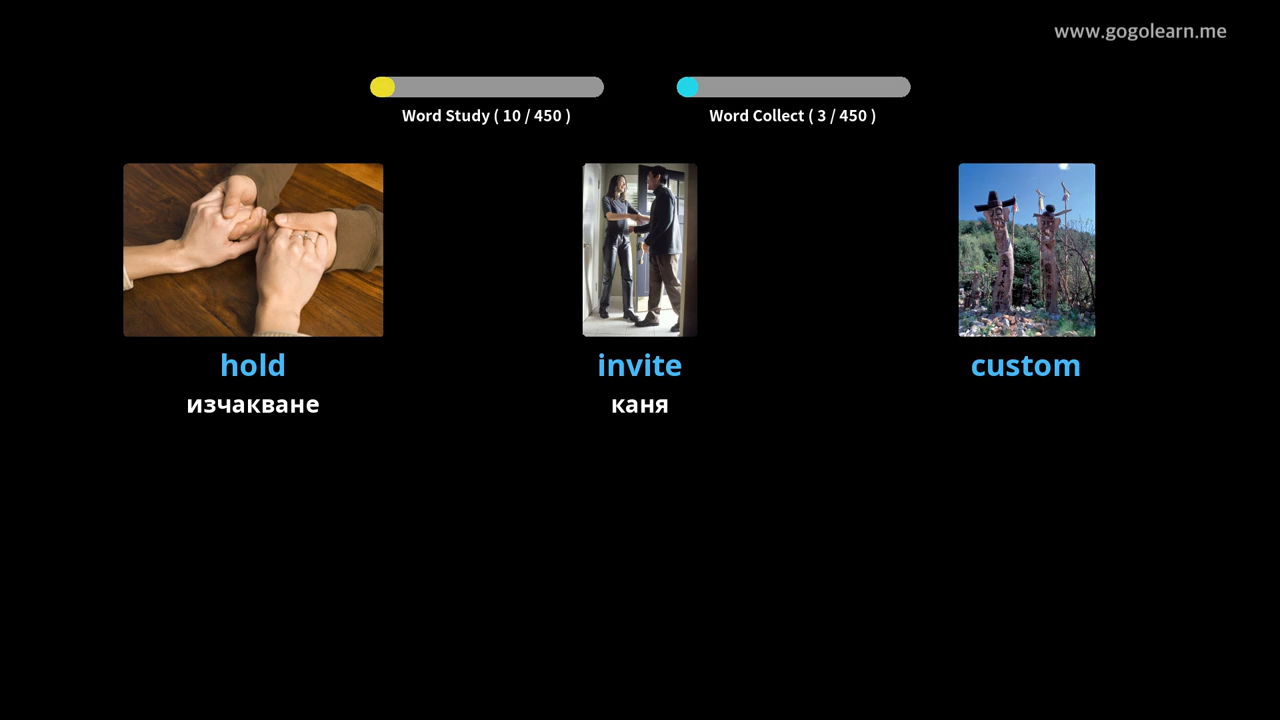 www.gogolearn.me
Word Study ( 10 / 450 )
Word Collect ( 3 / 450 )
hold
invite
custom
изчакване
каня